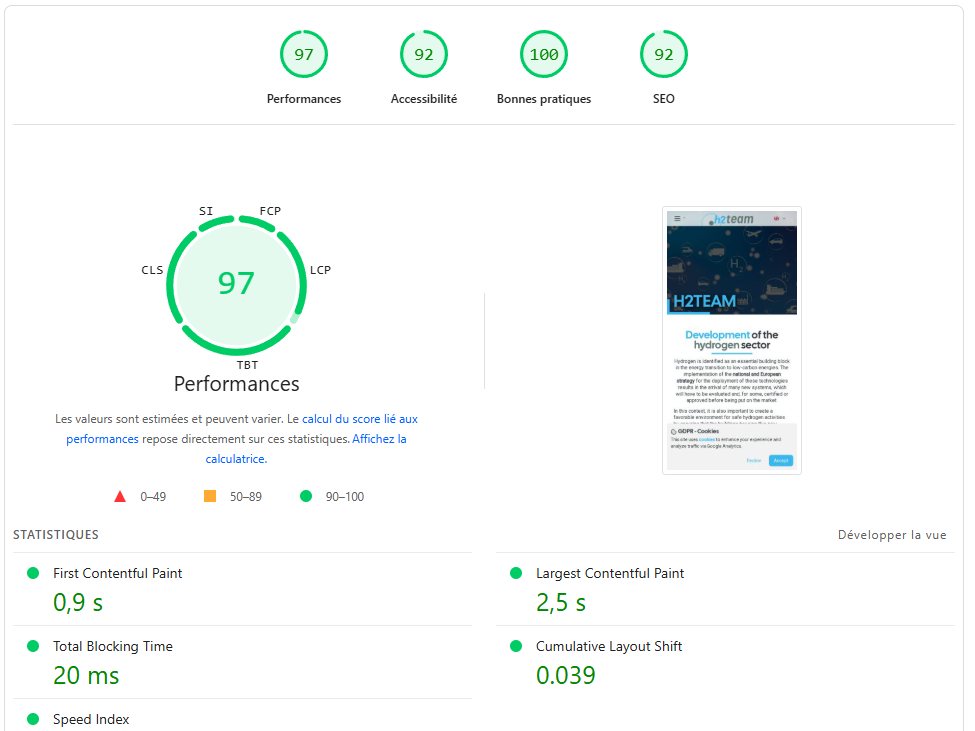 97
92
100
92
Performances
Accessibilité
Bonnes pratiques
SEO
SI
FCP
CLS
LCP
97
TBT
Performances
Les valeurs sont estimées et peuvent varier. Le calcul du score lié aux
performances repose directement sur ces statistiques. Affichez la
calculatrice.
0–49
50–89
90–100
h2team
H2
H2TEAM
Development of the
hydrogen sector
Hydrogen is identified as an essential building block
in the energy transition to low-carbon energies. The
implementation of the national and European
strategy for the deployment of these technologies
results in the arrival of many new systems, which
will have to be evaluated and, for some, certified or
approved before being put on the market
In this context, it is also important to create a
favorable environment for safe hydrogen activities
GDPR - Cookies
This site uses cookies to enhance your experience and
analyze traffic via Google Analytics.
Decline
Accept
STATISTIQUES
Développer la vue
First Contentful Paint
0,9 s
Largest Contentful Paint
2,5 s
Total Blocking Time
20 ms
Cumulative Layout Shift
0.039
Speed Index